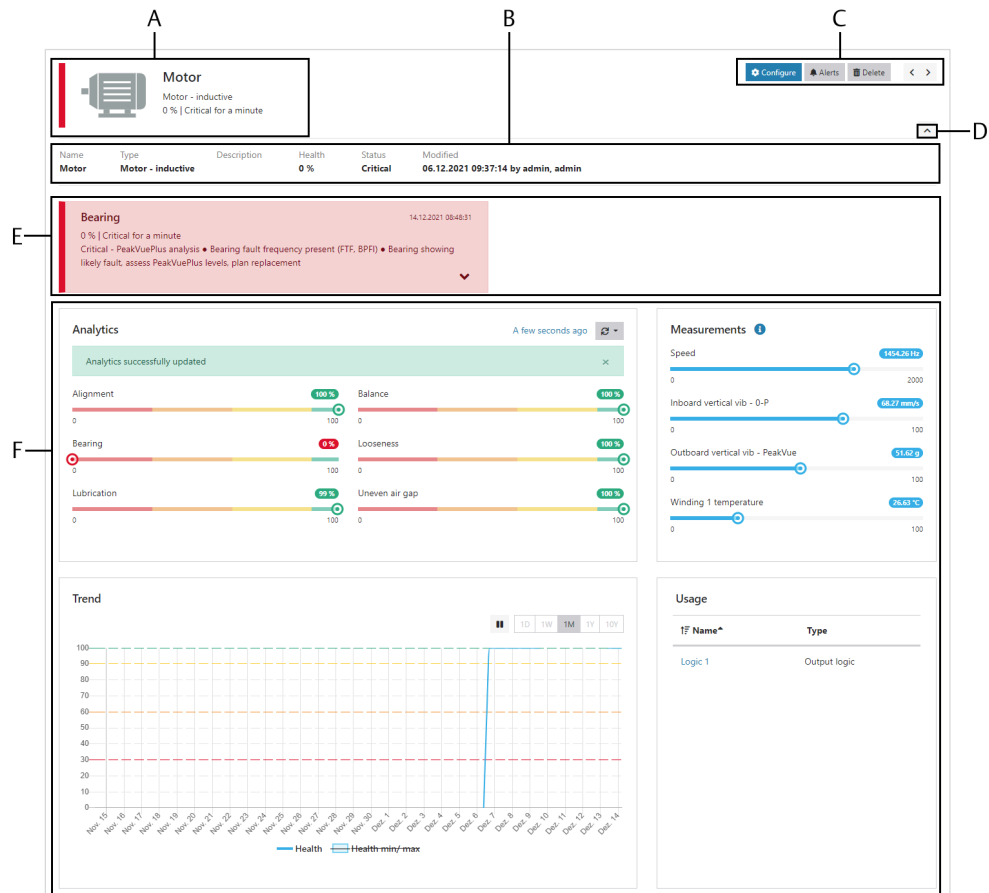 A
B
C
Motor
Motor - inductive
0 % | Critical for a minute
Configure Alerts Delete < >
D
Name Type Description Health Status Modified
Motor Motor - inductive 0 % Critical 06.12.2021 09:37:14 by admin, admin
E
Bearing 14.12.2021 08:48:31
0 % | Critical for a minute
Critical - PeakVuePlus analysis ● Bearing fault frequency present (FTF, BPFI) ● Bearing showing
likely fault, assess PeakVuePlus levels, plan replacement
F
Analytics A few seconds ago
Analytics successfully updated ×
Alignment 100 % Balance 100 %
0 100 0 100
Bearing 0 % Looseness 100 %
0 100 0 100
Lubrication 99 % Uneven air gap 100 %
0 100 0 100
Measurements i
Speed 1454.26 Hz
0 2000
Inboard vertical vib - 0-P 68.27 mm/s
0 100
Outboard vertical vib - PeakVue 51.62 g
0 100
Winding 1 temperature 26.63 °C
0 100
Trend
1D 1W 1M 1Y 10Y
100
90
80
70
60
50
40
30
20
10
0
Nov. 15 Nov. 16 Nov. 17 Nov. 18 Nov. 19 Nov. 20 Nov. 21 Nov. 22 Nov. 23 Nov. 24 Nov. 25 Nov. 26 Nov. 27 Nov. 28 Nov. 29 Nov. 30 Dez. 1 Dez. 2 Dez. 3 Dez. 4 Dez. 5 Dez. 6 Dez. 7 Dez. 8 Dez. 9 Dez. 10 Dez. 11 Dez. 12 Dez. 13 Dez. 14
Health Health min/ max
Usage
Name Type
Logic 1 Output logic